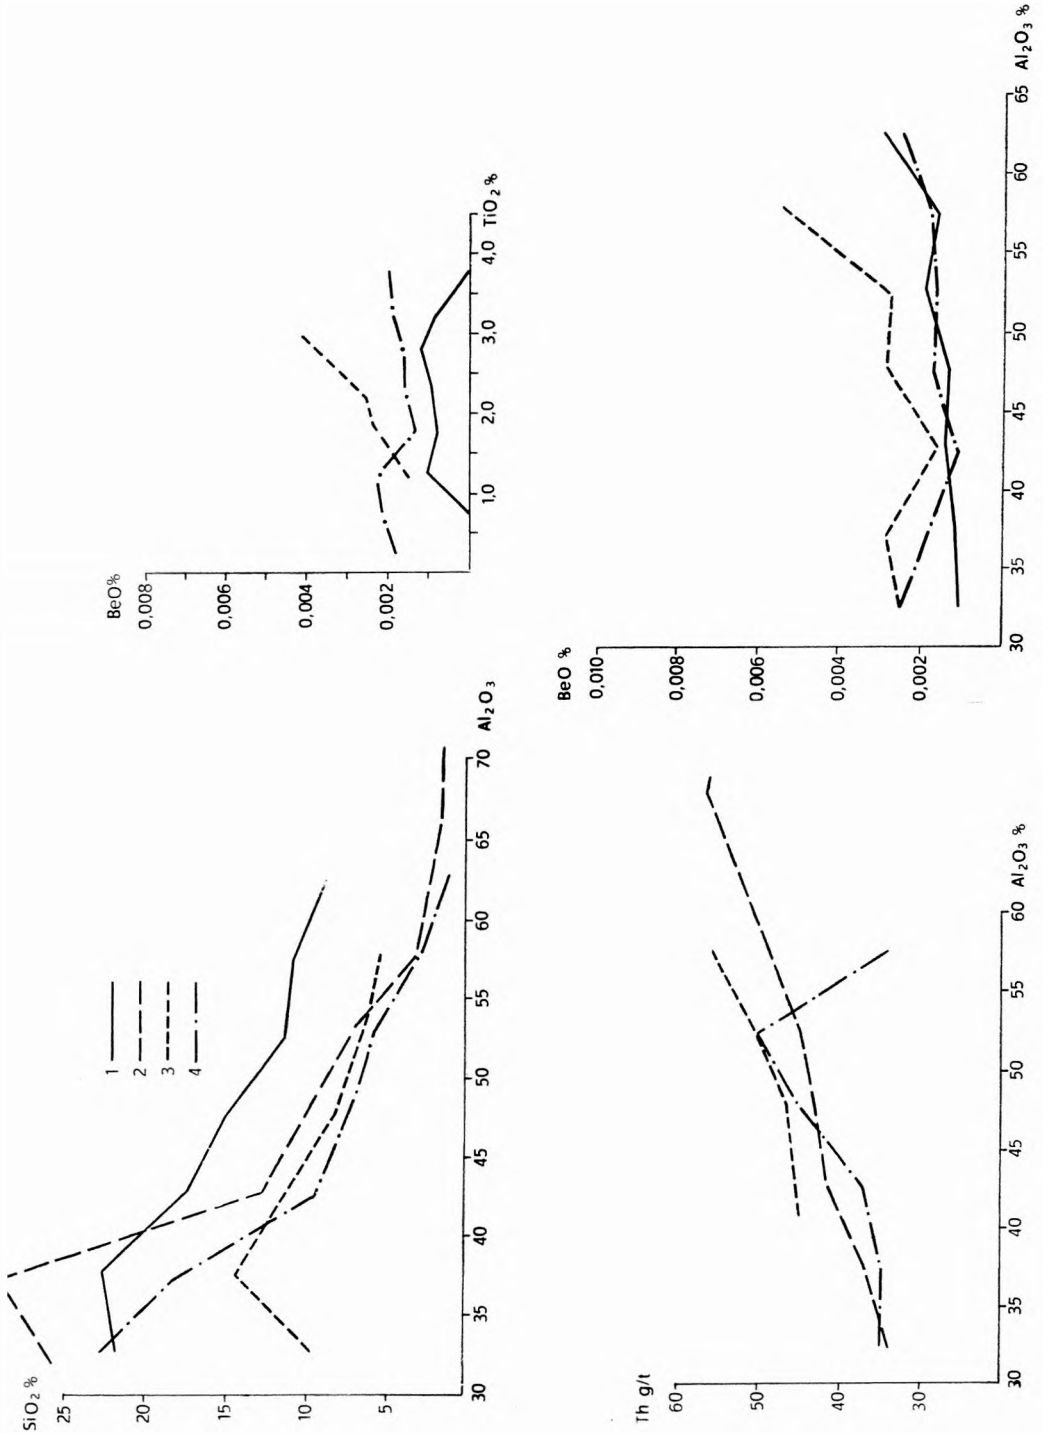 SiO₂ %
25
20
15
10
5
30 35 40 45 50 55 60 65 70
Al₂O₃
1
2
3
4
BeO%
0,008
0,006
0,004
0,002
1,0 2,0 3,0 4,0
TiO₂ %
Th g/t
60
50
40
30
30 35 40 45 50 55 60
Al₂O₃ %
BeO %
0,010
0,008
0,006
0,004
0,002
30 35 40 45 50 55 60 65
Al₂O₃ %